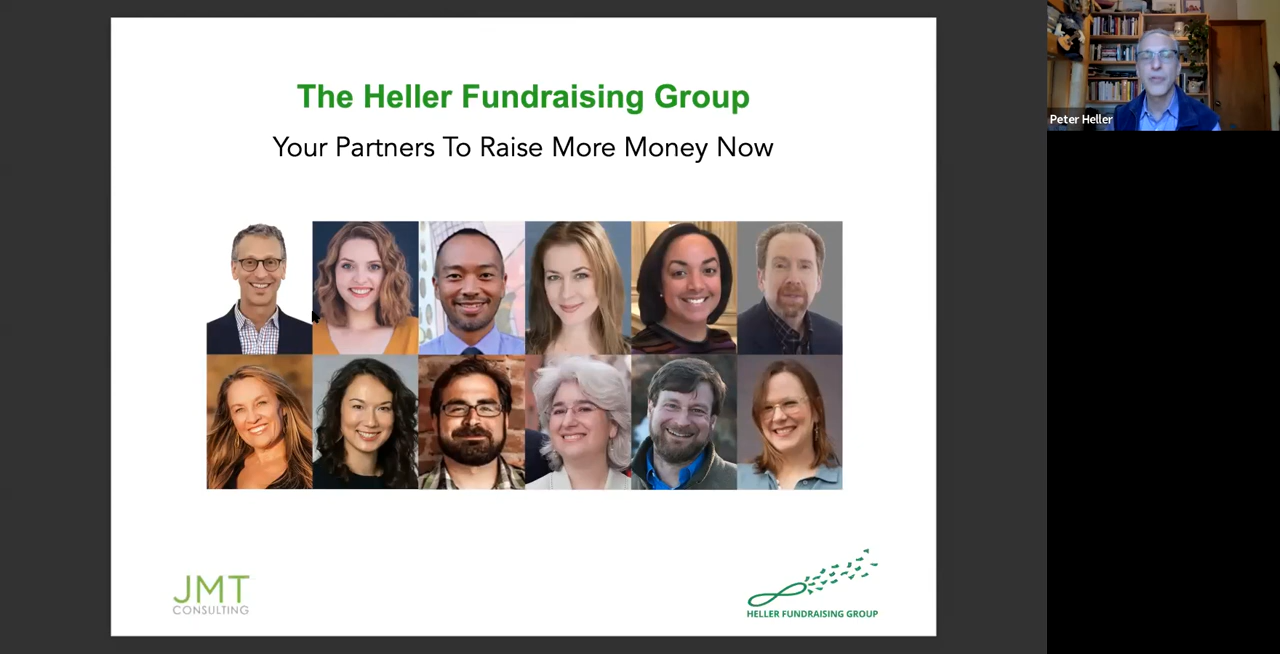 The Heller Fundraising Group
Your Partners To Raise More Money Now
Peter Heller
JMT
CONSULTING
HELLER FUNDRAISING GROUP